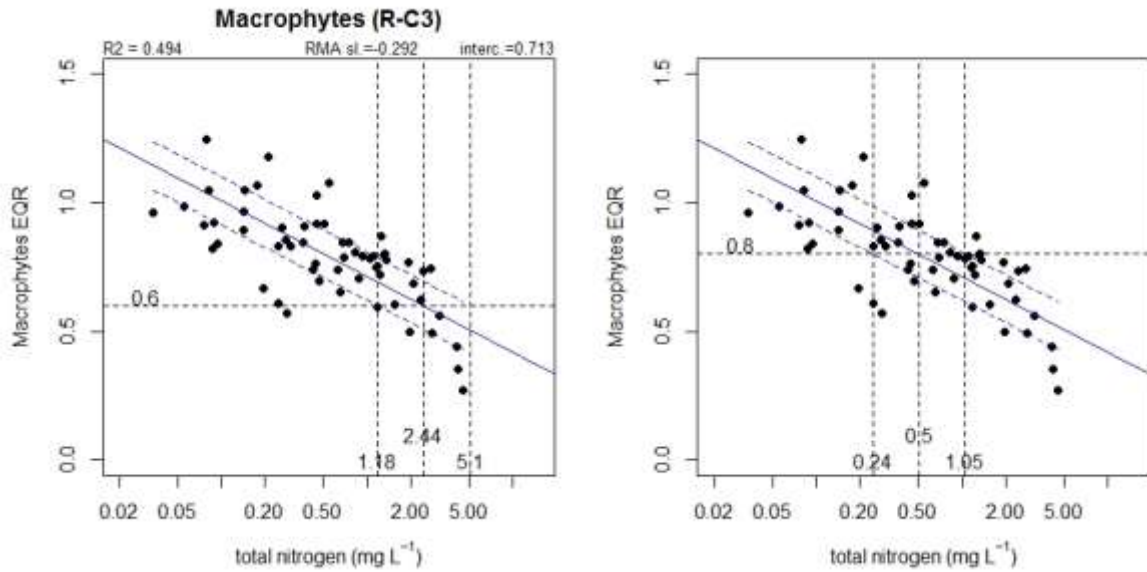 Macrophytes (R-C3)
R2 = 0.494 RMA sl.=-0.292 interc.=0.713
Macrophytes EQR
1.5
1.0
0.5
0.0
0.6
2.44
1.18 5.1
0.02 0.05 0.20 0.50 2.00 5.00
total nitrogen (mg L⁻¹)
Macrophytes EQR
1.5
1.0
0.5
0.0
0.8
0.5
0.24 1.05
0.02 0.05 0.20 0.50 2.00 5.00
total nitrogen (mg L⁻¹)